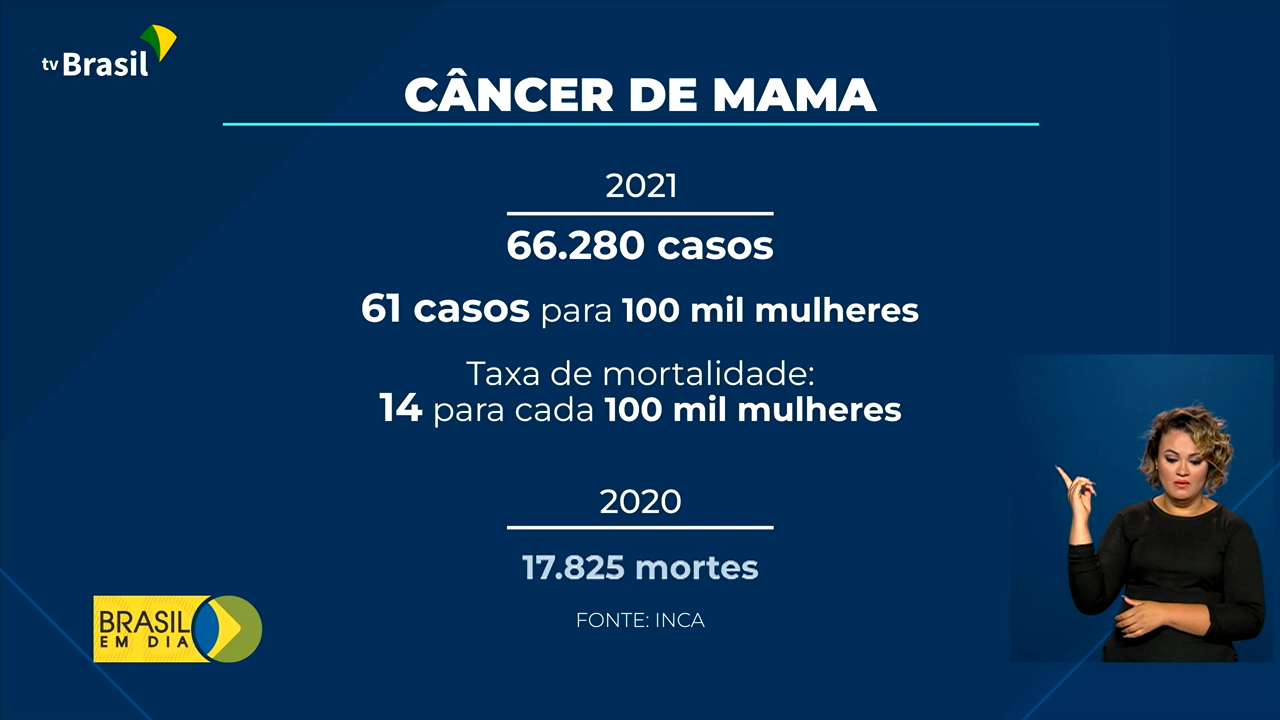 tv Brasil
CÂNCER DE MAMA
2021
66.280 casos
61 casos para 100 mil mulheres
Taxa de mortalidade:
14 para cada 100 mil mulheres
2020
17.825 mortes
FONTE: INCA
BRASIL
EM DIA